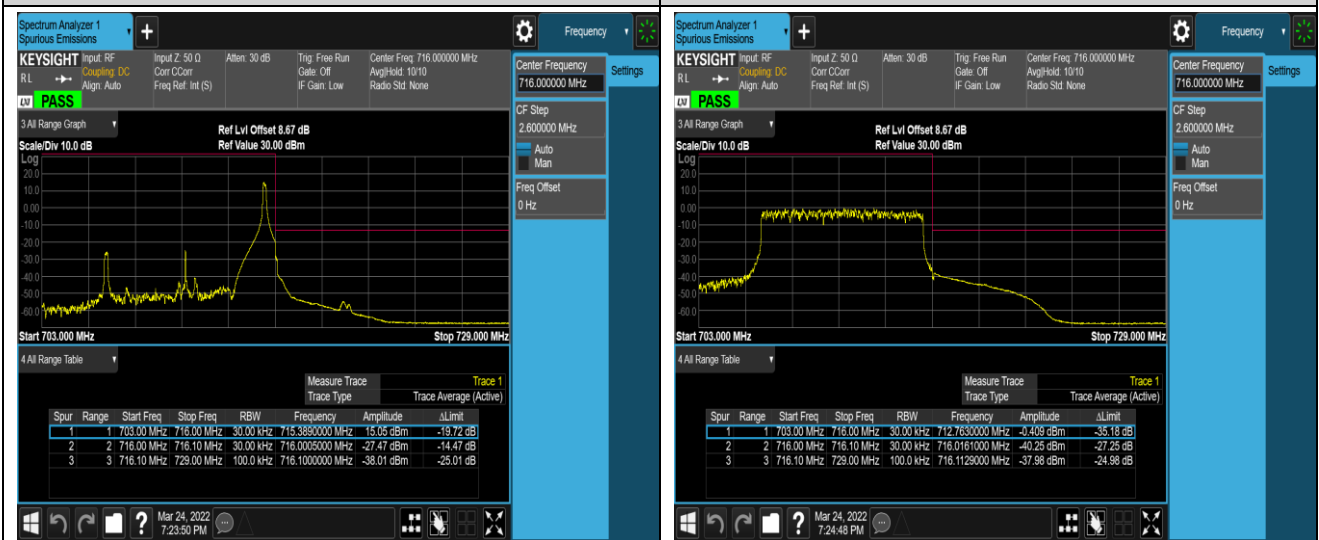 Spectrum Analyzer 1
Spurious Emissions
Frequency
KEYSIGHT Input: RF Input Z: 50 Ω Atten: 30 dB Trig: Free Run Center Freq: 716.000000 MHz
Coupling: DC Corr CCorr Gate: Off Avg|Hold: 10/10
RL Align: Auto Freq Ref: Int (S) IF Gain: Low Radio Std: None
LXI PASS
Center Frequency
716.000000 MHz
Settings
CF Step
2.600000 MHz
Auto
Man
Freq Offset
0 Hz
3 All Range Graph
Ref Lvl Offset 8.67 dB
Scale/Div 10.0 dB Ref Value 30.00 dBm
Log
20.0
10.0
0.00
-10.0
-20.0
-30.0
-40.0
-50.0
-60.0
Start 703.000 MHz Stop 729.000 MHz
4 All Range Table
Measure Trace Trace 1
Trace Type Trace Average (Active)
Spur Range Start Freq Stop Freq RBW Frequency Amplitude ΔLimit
1 1 703.00 MHz 716.00 MHz 30.00 kHz 715.3890000 MHz 15.05 dBm -19.72 dB
2 2 716.00 MHz 716.10 MHz 30.00 kHz 716.0005000 MHz -27.47 dBm -14.47 dB
3 3 716.10 MHz 729.00 MHz 100.0 kHz 716.1000000 MHz -38.01 dBm -25.01 dB
? Mar 24, 2022
7:23:50 PM
Spectrum Analyzer 1
Spurious Emissions
Frequency
KEYSIGHT Input: RF Input Z: 50 Ω Atten: 30 dB Trig: Free Run Center Freq: 716.000000 MHz
Coupling: DC Corr CCorr Gate: Off Avg|Hold: 10/10
RL Align: Auto Freq Ref: Int (S) IF Gain: Low Radio Std: None
LXI PASS
Center Frequency
716.000000 MHz
Settings
CF Step
2.600000 MHz
Auto
Man
Freq Offset
0 Hz
3 All Range Graph
Ref Lvl Offset 8.67 dB
Scale/Div 10.0 dB Ref Value 30.00 dBm
Log
20.0
10.0
0.00
-10.0
-20.0
-30.0
-40.0
-50.0
-60.0
Start 703.000 MHz Stop 729.000 MHz
4 All Range Table
Measure Trace Trace 1
Trace Type Trace Average (Active)
Spur Range Start Freq Stop Freq RBW Frequency Amplitude ΔLimit
1 1 703.00 MHz 716.00 MHz 30.00 kHz 712.7630000 MHz -0.409 dBm -35.18 dB
2 2 716.00 MHz 716.10 MHz 30.00 kHz 716.0161000 MHz -40.25 dBm -27.25 dB
3 3 716.10 MHz 729.00 MHz 100.0 kHz 716.1129000 MHz -37.98 dBm -24.98 dB
? Mar 24, 2022
7:24:48 PM